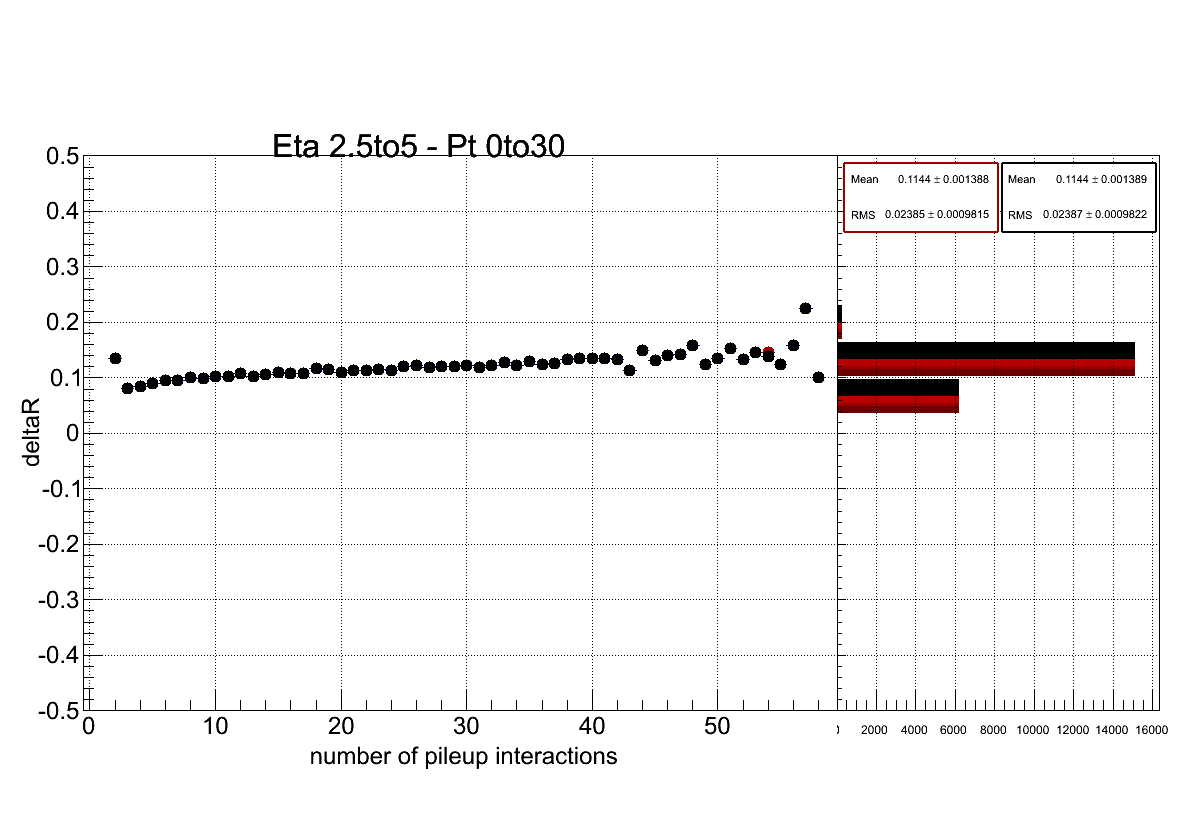 Eta 2.5to5 - Pt 0to30
0.5
0.4
0.3
0.2
0.1
0
-0.1
-0.2
-0.3
-0.4
-0.5
deltaR
0 10 20 30 40 50
number of pileup interactions
Mean 0.1144 ± 0.001388
RMS 0.02385 ± 0.0009815
Mean 0.1144 ± 0.001389
RMS 0.02387 ± 0.0009822
2000 4000 6000 8000 10000 12000 14000 16000